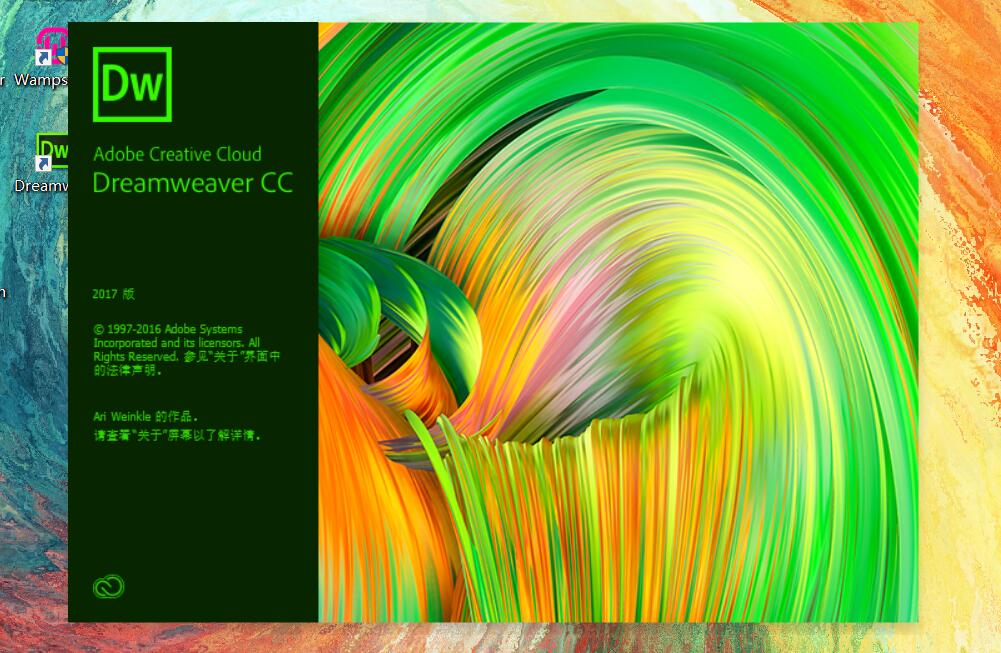 Wamps
Dw
Dreamw
Dw
Adobe Creative Cloud
Dreamweaver CC
2017 版
© 1997-2016 Adobe Systems
Incorporated and its licensors. All
Rights Reserved. 参见“关于”界面中
的法律声明。
Ari Weinkle 的作品。
请查看“关于”屏幕以了解详情。